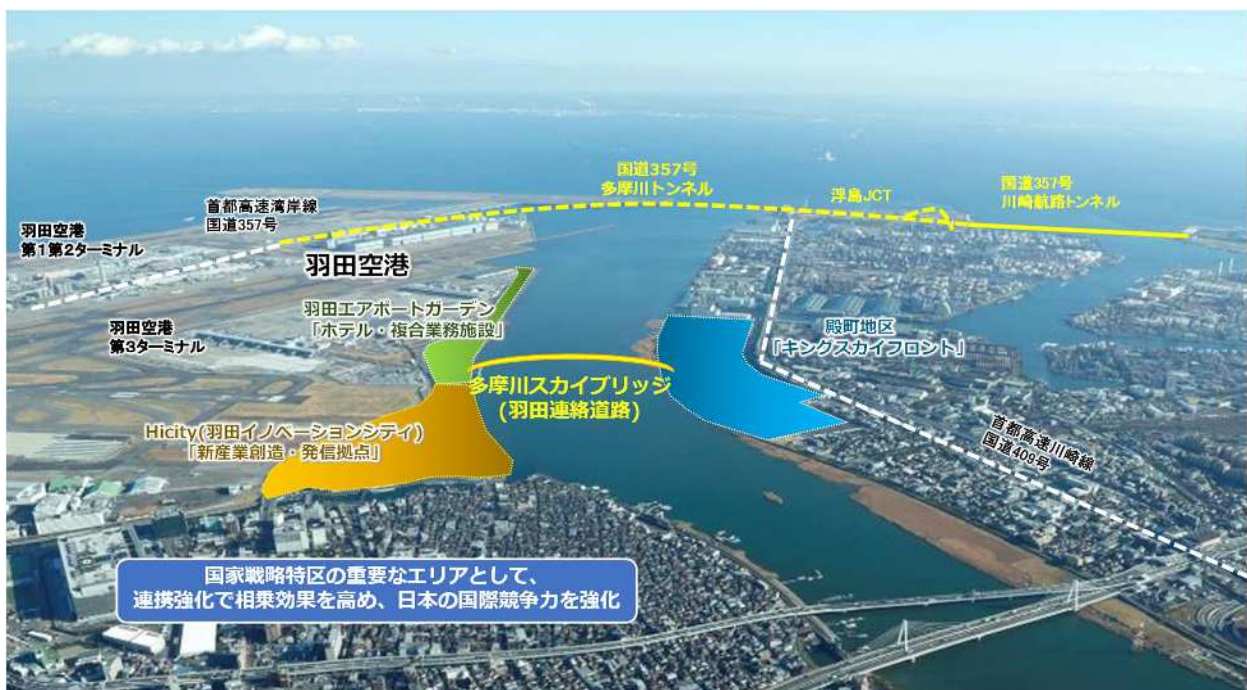 国道357号
多摩川トンネル
浮島JCT
国道357号
川崎航路トンネル
首都高速湾岸線
国道357号
羽田空港
第1第2ターミナル
羽田空港
羽田エアポートガーデン
「ホテル・複合業務施設」
羽田空港
第3ターミナル
殿町地区
「キングスカイフロント」
多摩川スカイブリッジ
(羽田連絡道路)
Hicity(羽田イノベーションシティ)
「新産業創造・発信拠点」
首都高速川崎線
国道409号
国家戦略特区の重要なエリアとして、
連携強化で相乗効果を高め、日本の国際競争力を強化